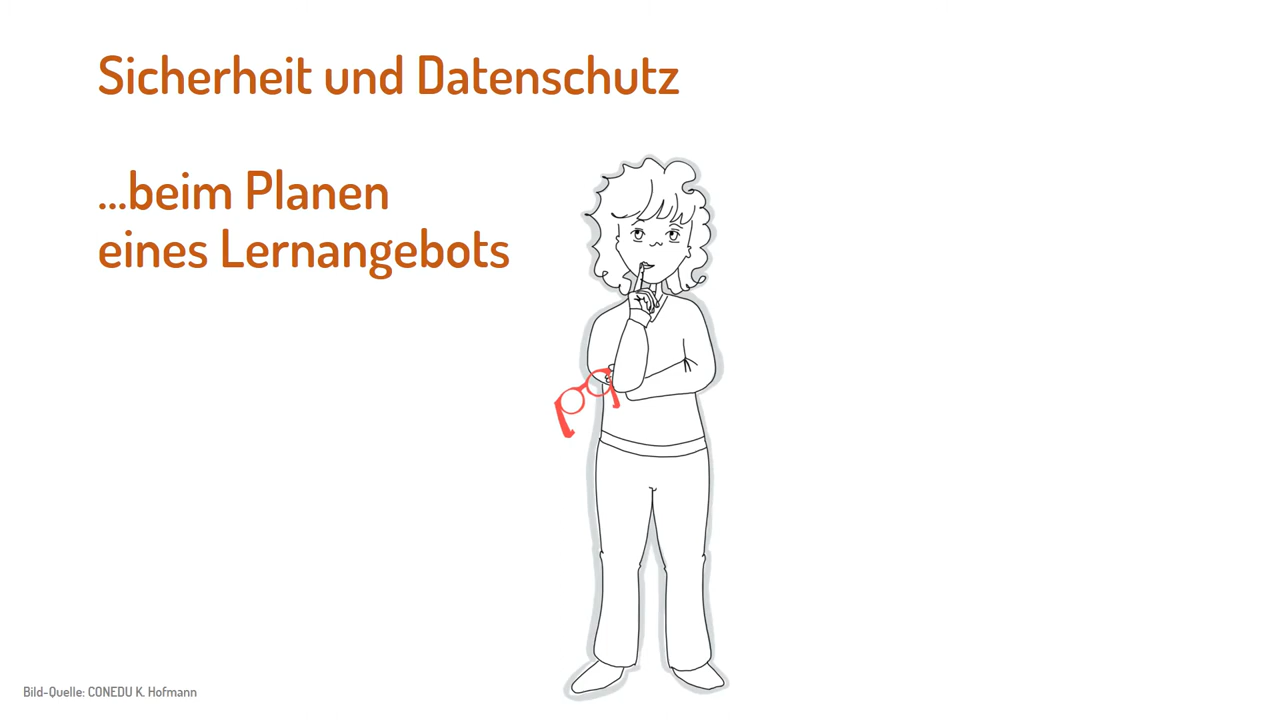 Sicherheit und Datenschutz
...beim Planen
eines Lernangebots
Bild-Quelle: CONEDU K. Hofmann